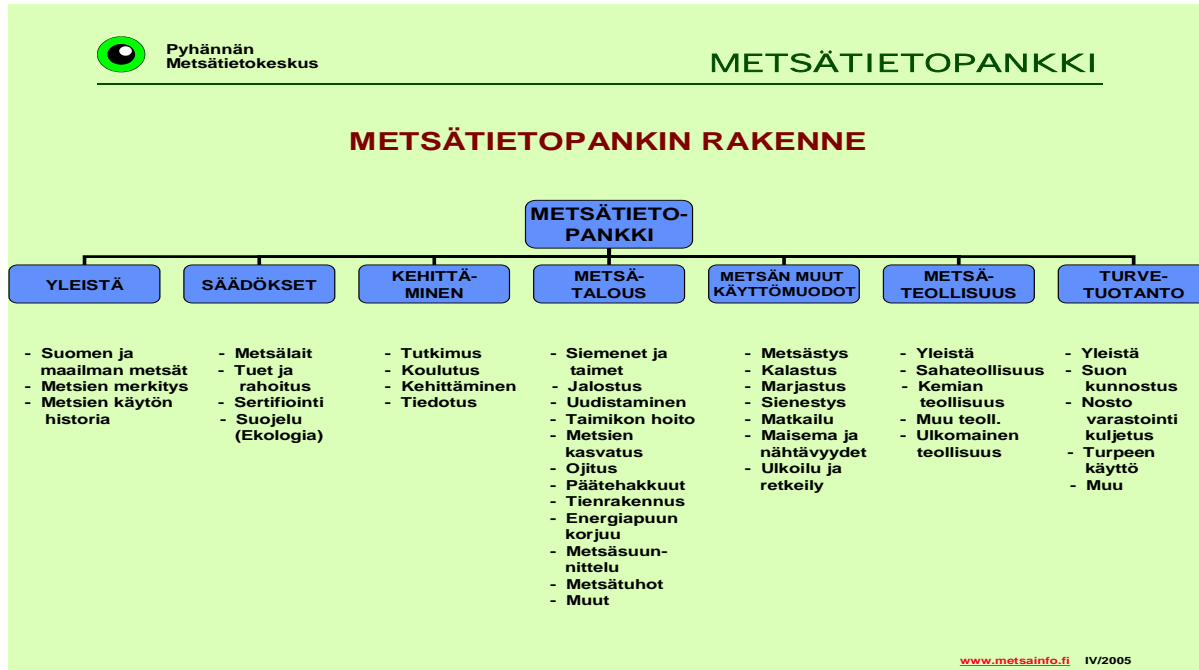 Pyhännän
Metsätietokeskus
METSÄTIETOPANKKI
METSÄTIETOPANKIN RAKENNE
METSÄTIETO-
PANKKI
YLEISTÄ
- Suomen ja
maailman metsät
- Metsien merkitys
- Metsien käytön
historia
SÄÄDÖKSET
- Metsälait
- Tuet ja
rahoitus
- Sertifiointi
- Suojelu
(Ekologia)
KEHITTÄ-
MINEN
- Tutkimus
- Koulutus
- Kehittäminen
- Tiedotus
METSÄ-
TALOUS
- Siemenet ja
taimet
- Jalostus
- Uudistaminen
- Taimikon hoito
- Metsien
kasvatus
- Ojitus
- Päätehakkuut
- Tienrakennus
- Energiapuun
korjuu
- Metsäsuun-
nittelu
- Metsätuhot
- Muut
METSÄN MUUT
KÄYTTÖMUODOT
- Metsästys
- Kalastus
- Marjastus
- Sienestys
- Matkailu
- Maisema ja
nähtävyydet
- Ulkoilu ja
retkeily
METSÄ-
TEOLLISUUS
- Yleistä
- Sahateollisuus
- Kemian
teollisuus
- Muu teoll.
- Ulkomainen
teollisuus
TURVE-
TUOTANTO
- Yleistä
- Suon
kunnostus
- Nosto
varastointi
kuljetus
- Turpeen
käyttö
- Muu
www.metsainfo.fi IV/2005